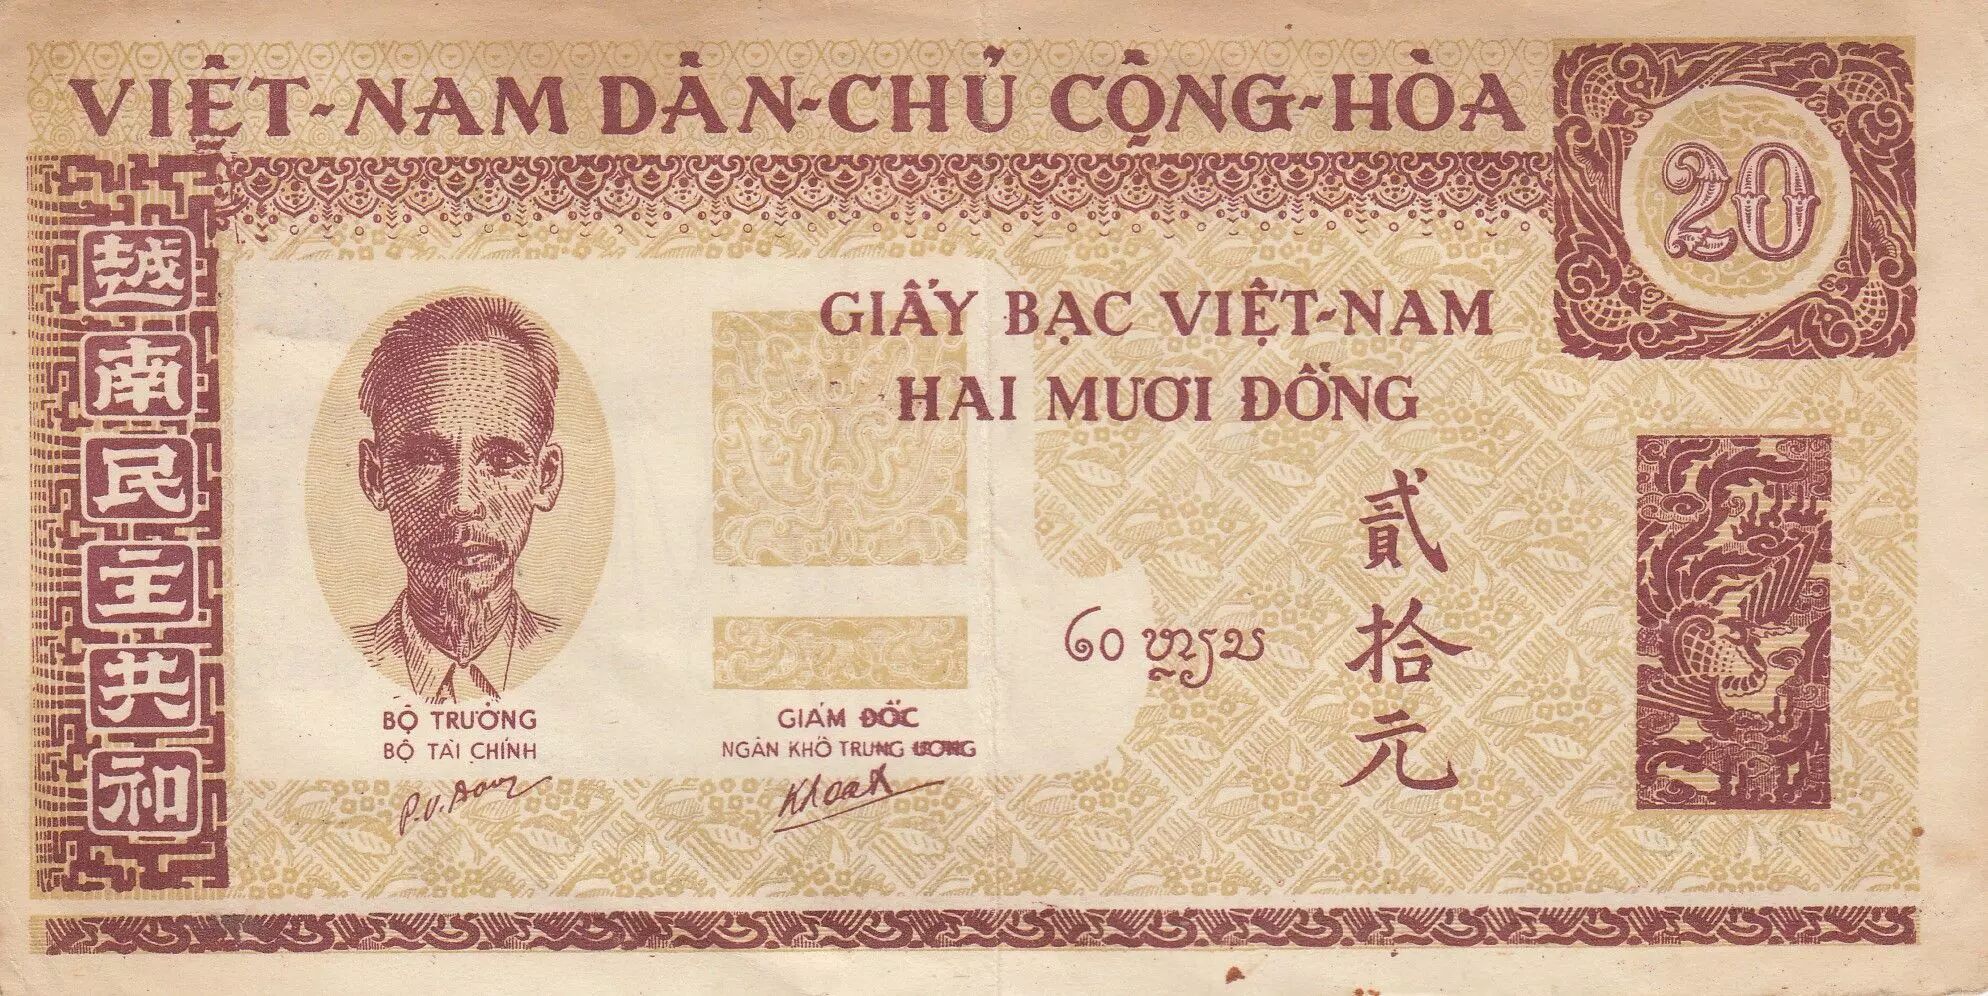 VIỆT-NAM DÂN-CHỦ CỘNG-HÒA
20
越南民主共和
GIẤY BẠC VIỆT-NAM
HAI MƯƠI ĐỒNG
貳拾元
BỘ TRƯỞNG
BỘ TÀI CHÍNH
GIÁM ĐỐC
NGÂN KHỐ TRUNG ƯƠNG